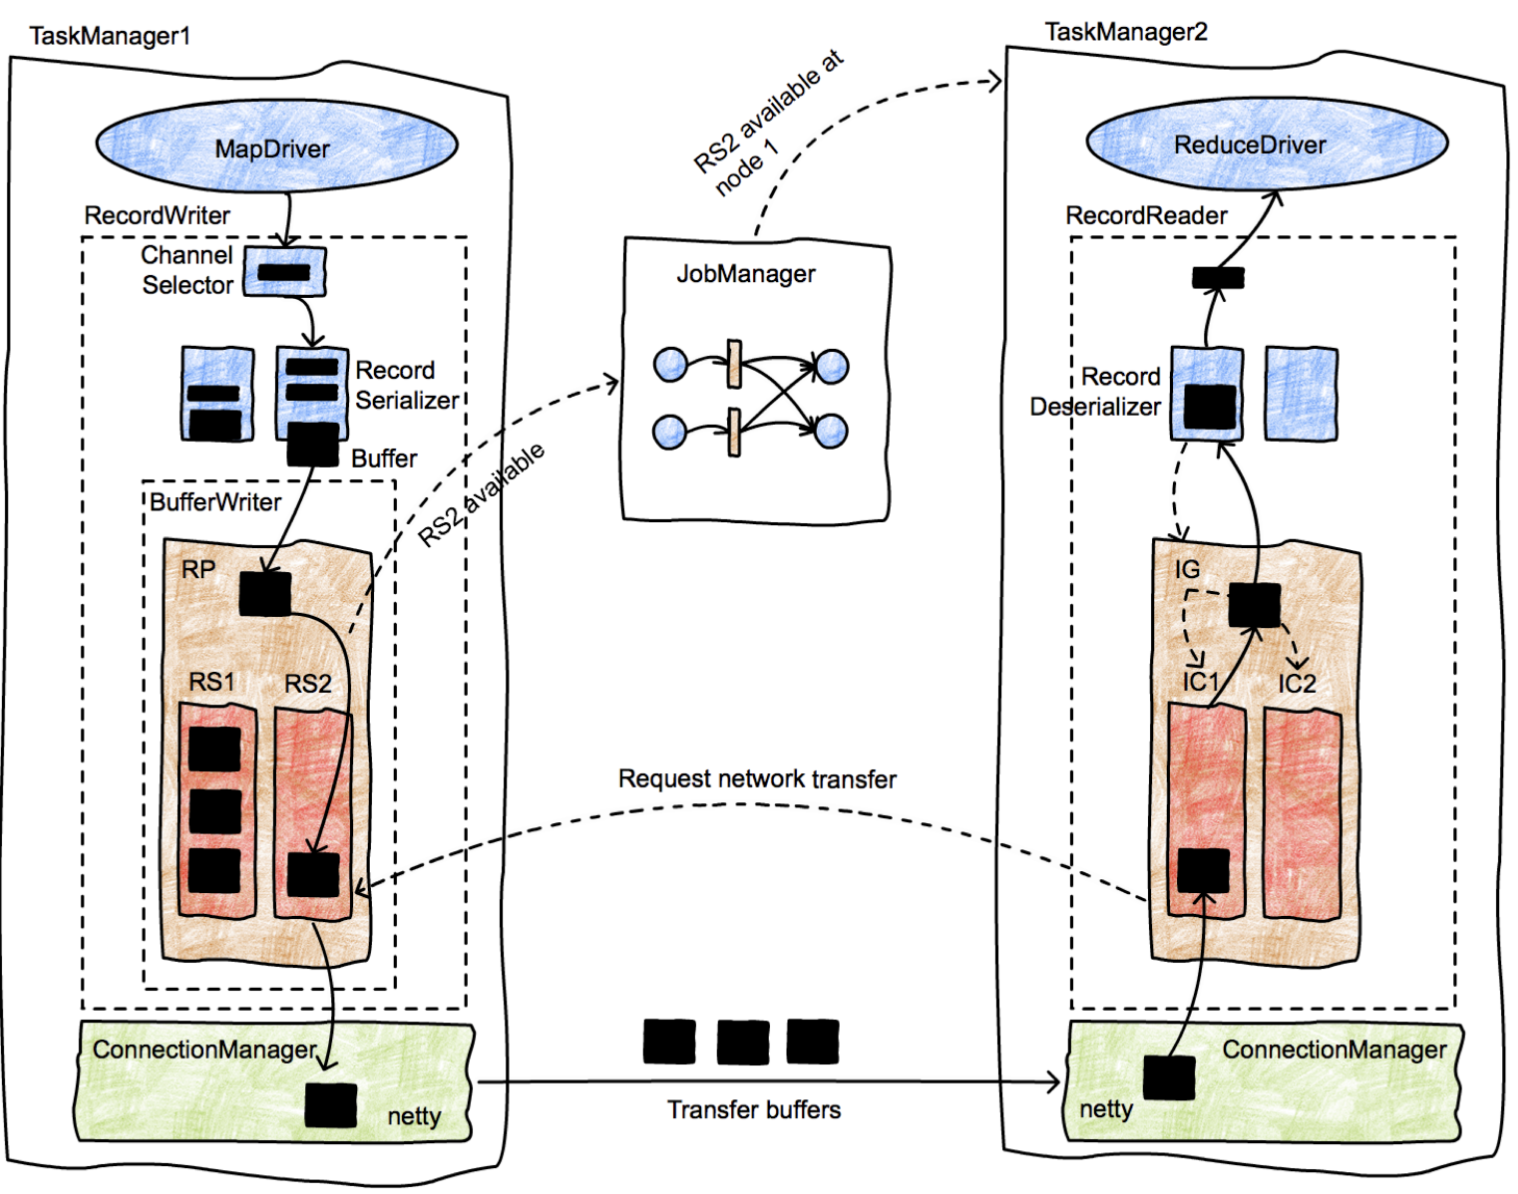 TaskManager1
MapDriver
RecordWriter
Channel
Selector
Record
Serializer
Buffer
BufferWriter
RP
RS1
RS2
ConnectionManager
netty
RS2 available
JobManager
RS2 available at
node 1
Request network transfer
Transfer buffers
TaskManager2
ReduceDriver
RecordReader
Record
Deserializer
IG
IC1
IC2
ConnectionManager
netty